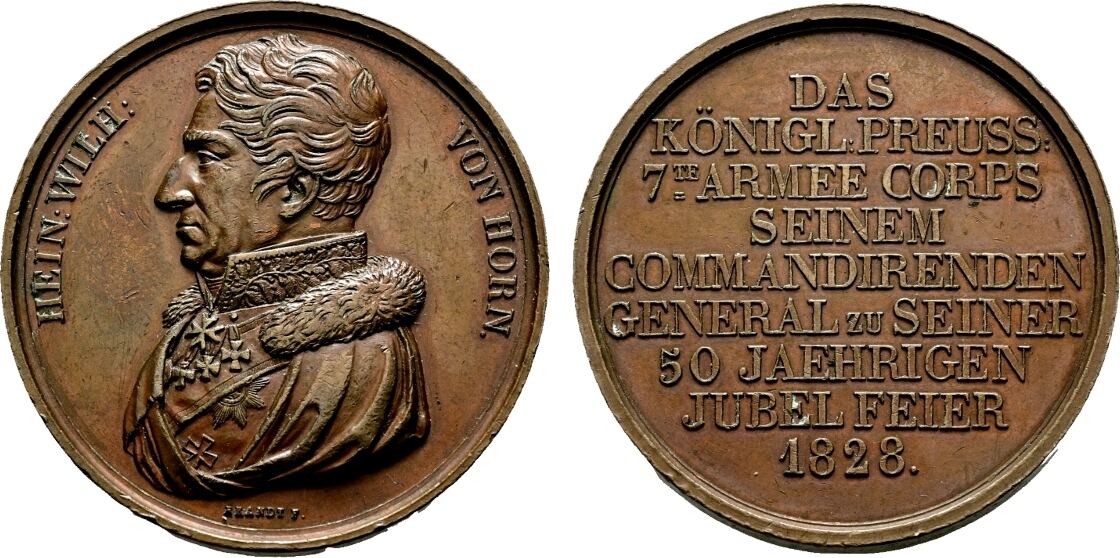 HEIN: WILH:
VON HORN.
BRANDT F.
DAS
KÖNIGL: PREUSS:
7TE ARMEE CORPS
SEINEM
COMMANDIRENDEN
GENERAL ZU SEINER
50 JAEHRIGEN
JUBEL FEIER
1828.